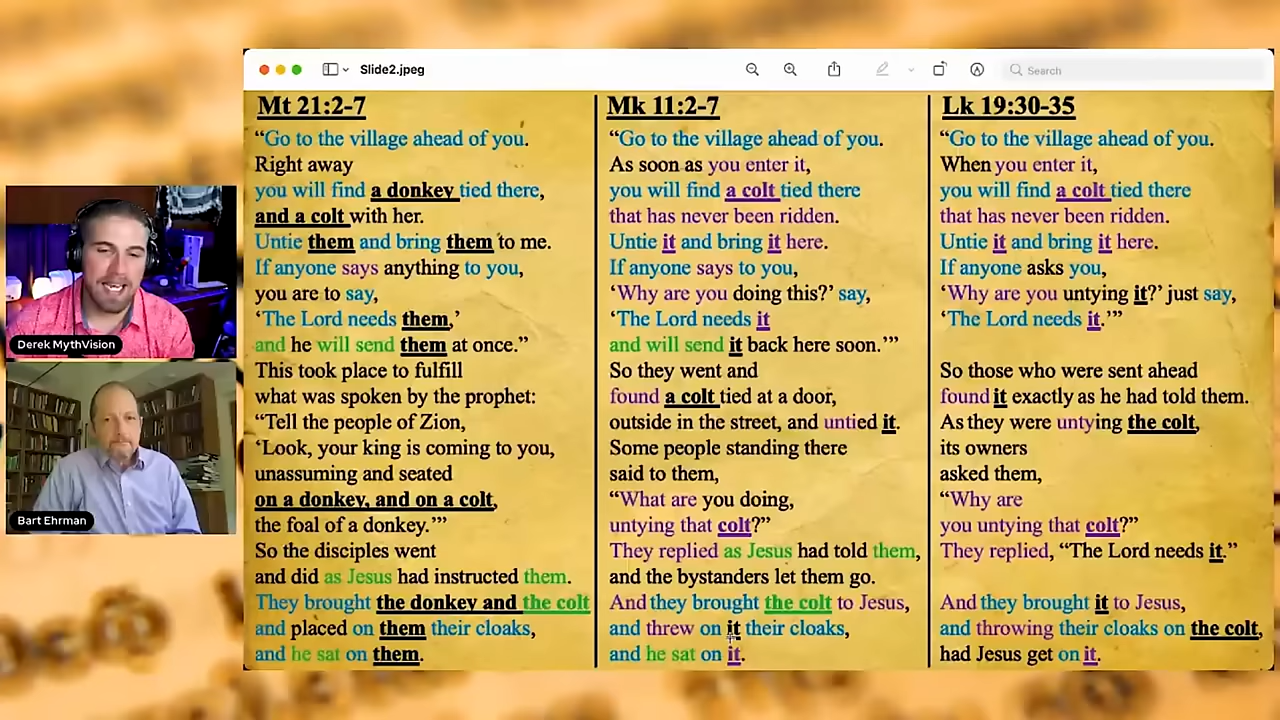 Slide2.jpeg
Search
Mt 21:2-7
“Go to the village ahead of you.
Right away
you will find a donkey tied there,
and a colt with her.
Untie them and bring them to me.
If anyone says anything to you,
you are to say,
‘The Lord needs them,’
and he will send them at once.”
This took place to fulfill
what was spoken by the prophet:
“Tell the people of Zion,
‘Look, your king is coming to you,
unassuming and seated
on a donkey, and on a colt,
the foal of a donkey.’”
So the disciples went
and did as Jesus had instructed them.
They brought the donkey and the colt
and placed on them their cloaks,
and he sat on them.
Mk 11:2-7
“Go to the village ahead of you.
As soon as you enter it,
you will find a colt tied there
that has never been ridden.
Untie it and bring it here.
If anyone says to you,
‘Why are you doing this?’ say,
‘The Lord needs it
and will send it back here soon.’”
So they went and
found a colt tied at a door,
outside in the street, and untied it.
Some people standing there
said to them,
“What are you doing,
untying that colt?”
They replied as Jesus had told them,
and the bystanders let them go.
And they brought the colt to Jesus,
and threw on it their cloaks,
and he sat on it.
Lk 19:30-35
“Go to the village ahead of you.
When you enter it,
you will find a colt tied there
that has never been ridden.
Untie it and bring it here.
If anyone asks you,
‘Why are you untying it?’ just say,
‘The Lord needs it.’”
So those who were sent ahead
found it exactly as he had told them.
As they were untying the colt,
its owners
asked them,
“Why are
you untying that colt?”
They replied, “The Lord needs it.”
And they brought it to Jesus,
and throwing their cloaks on the colt,
had Jesus get on it.
Derek MythVision
Bart Ehrman